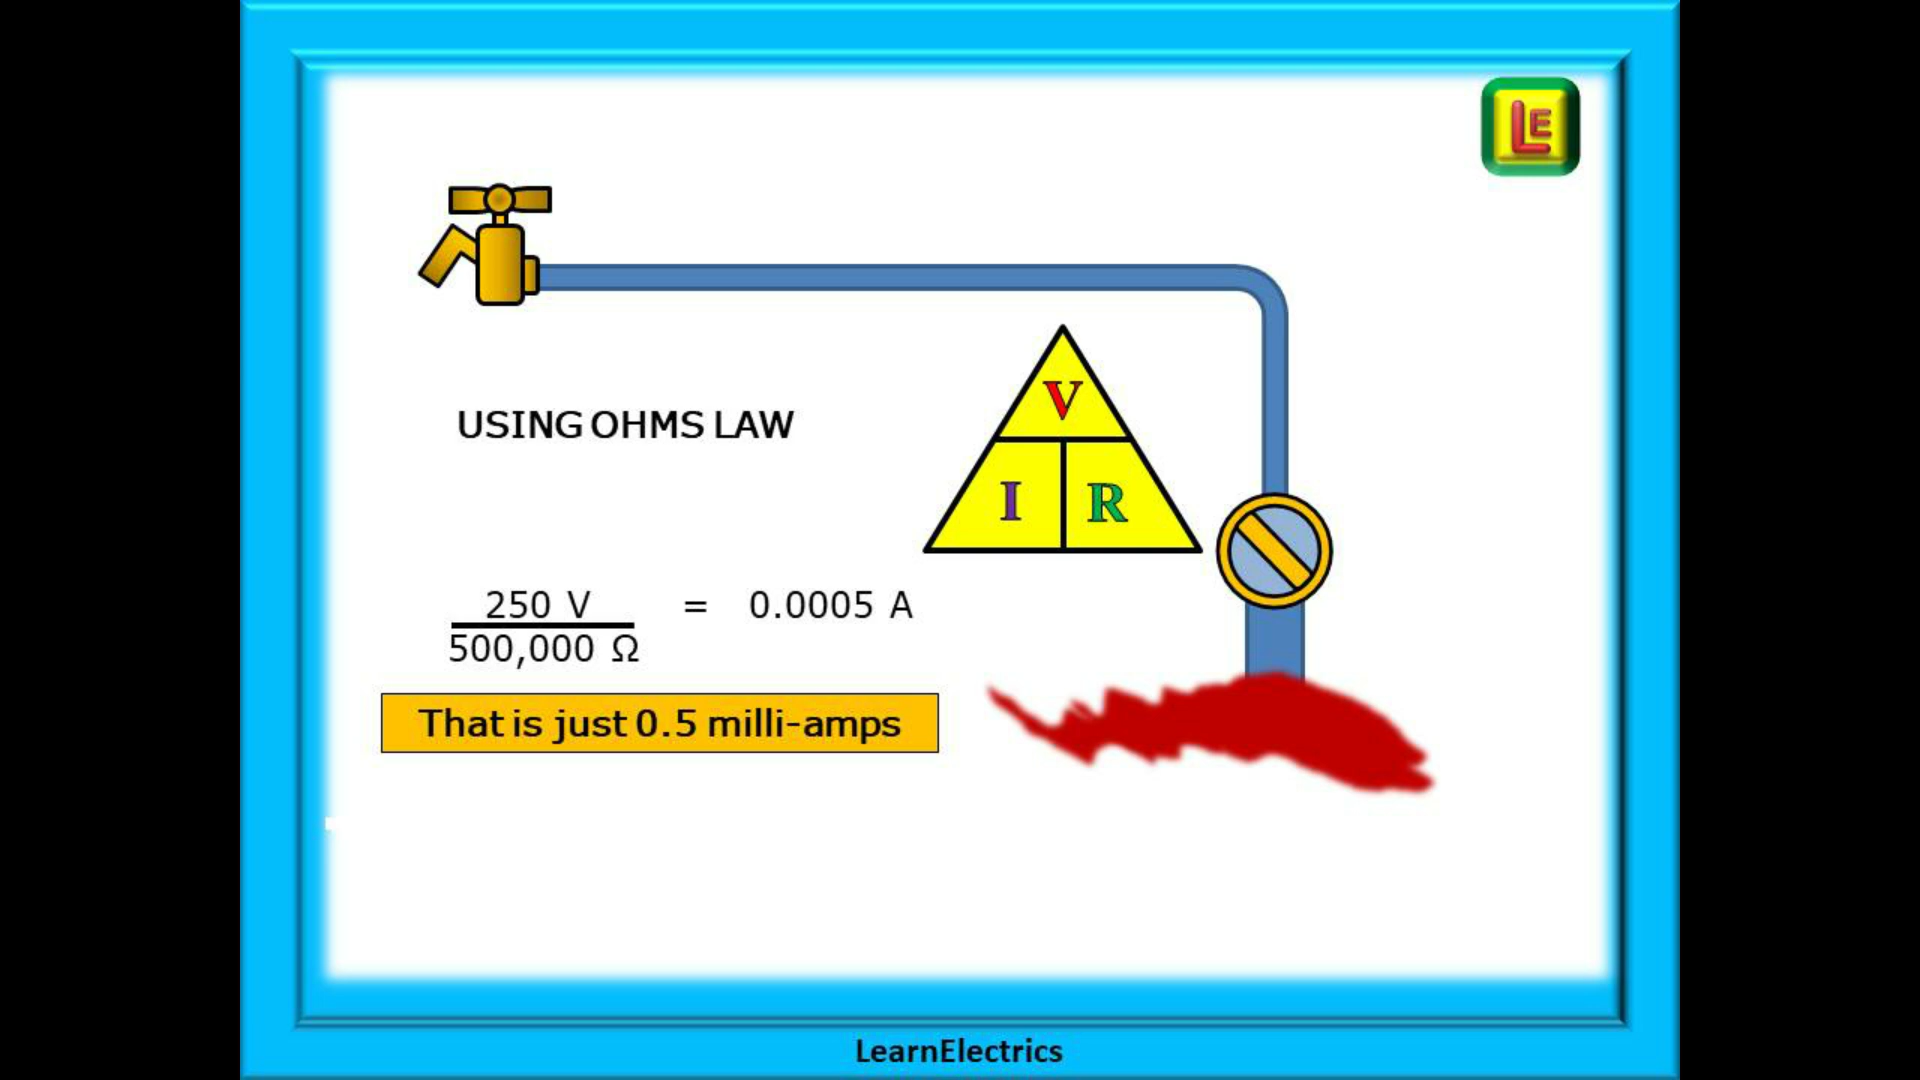 LE
USING OHMS LAW
V
I R
250 V = 0.0005 A
500,000 Ω
That is just 0.5 milli-amps
LearnElectrics